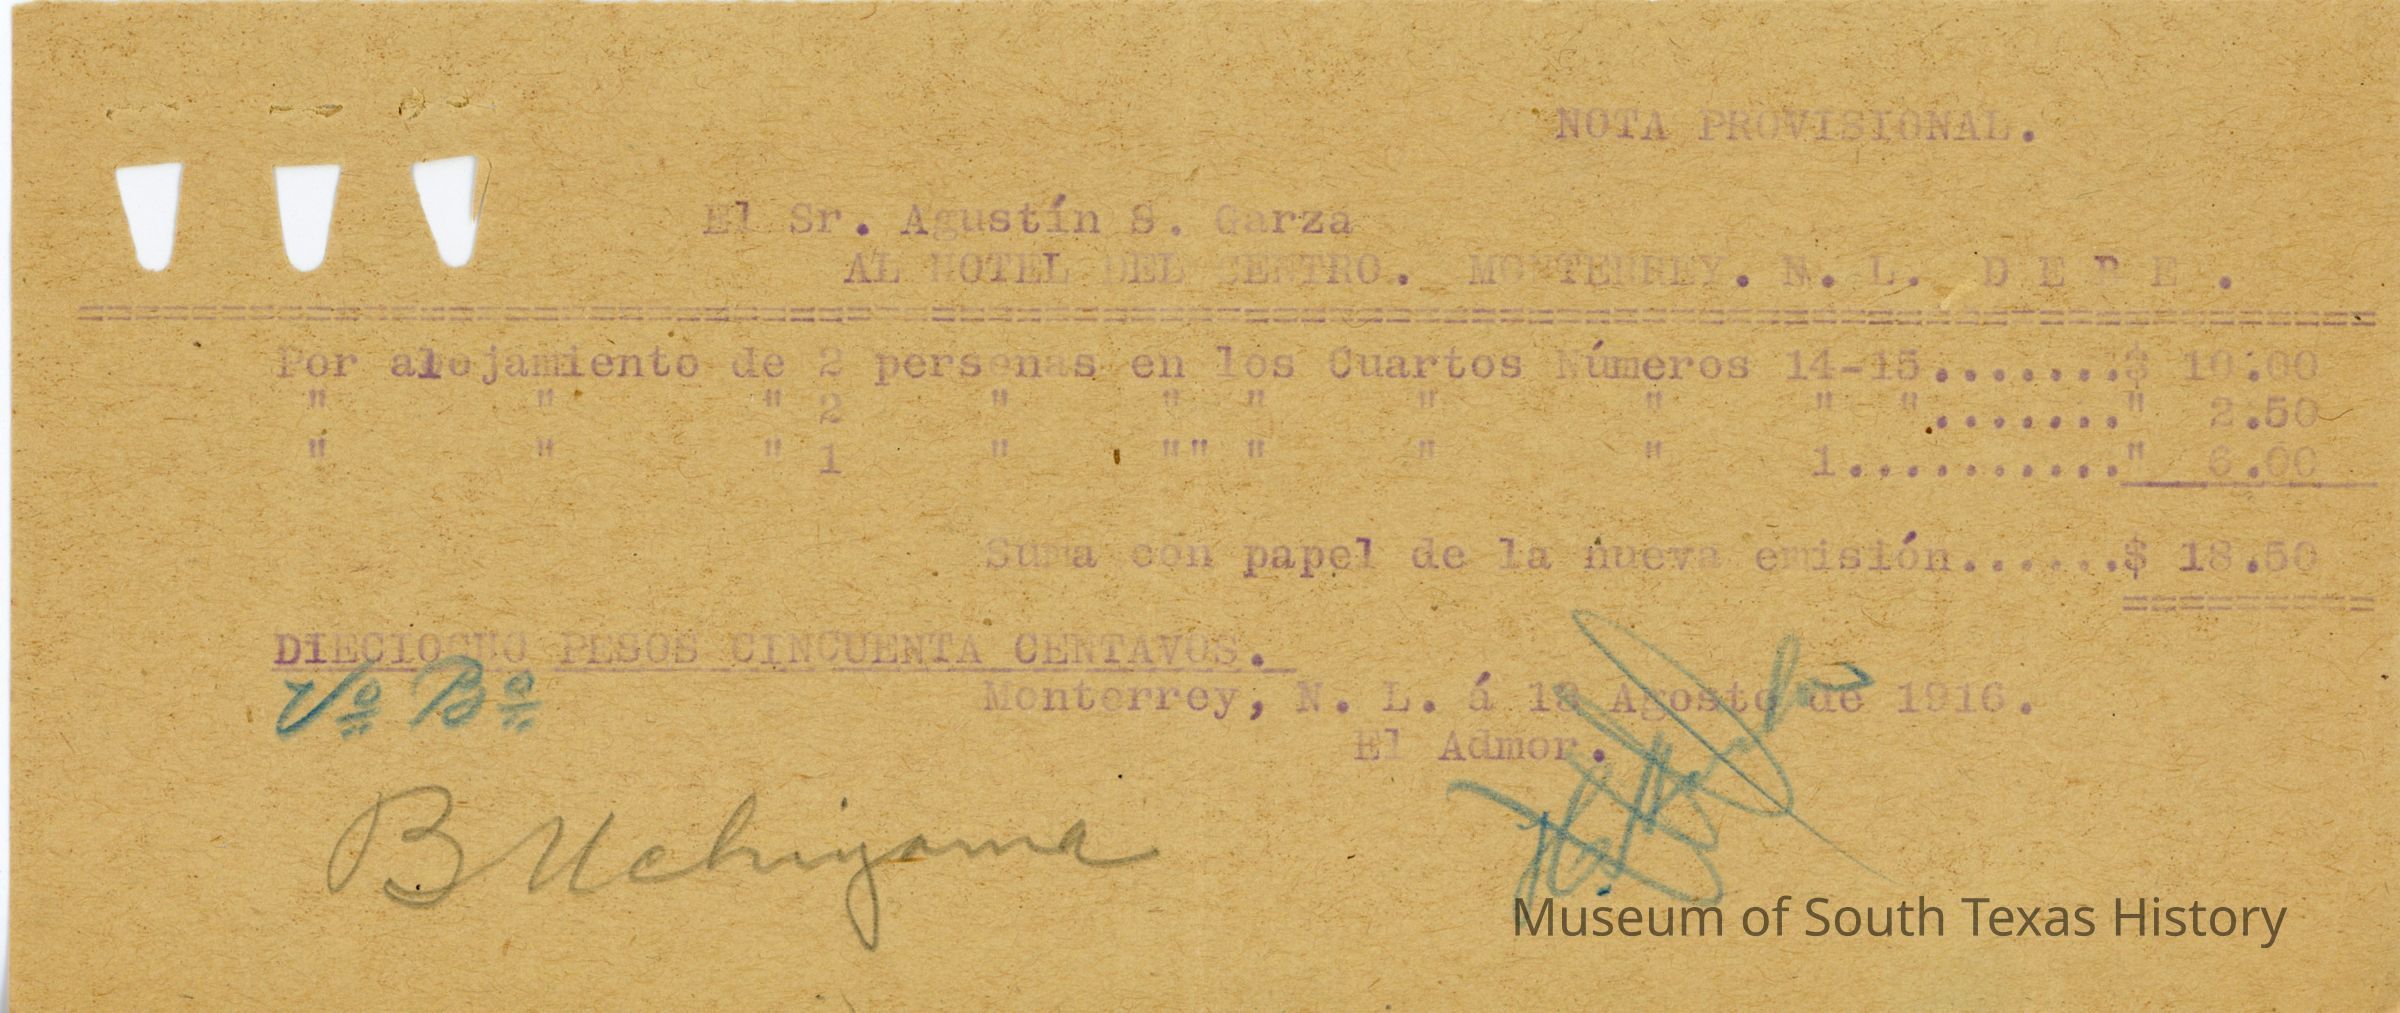 NOTA PROVISIONAL.
El Sr. Agustín S. Garza
AL HOTEL DEL CENTRO. MONTERREY. N. L. D E B E .
Por alojamiento de 2 personas en los Cuartos Números 14-15.......$ 10.00
" " " 2 " " " " " " - "........" 2.50
" " " 1 " "" " " " 1..........." 6.00
Suma con papel de la nueva emisión......$ 18.50
DIECIOCHO PESOS CINCUENTA CENTAVOS.
Vº Bº
Monterrey, N. L. á 18 Agosto de 1916.
El Admor.
B Uchiyama
Museum of South Texas History